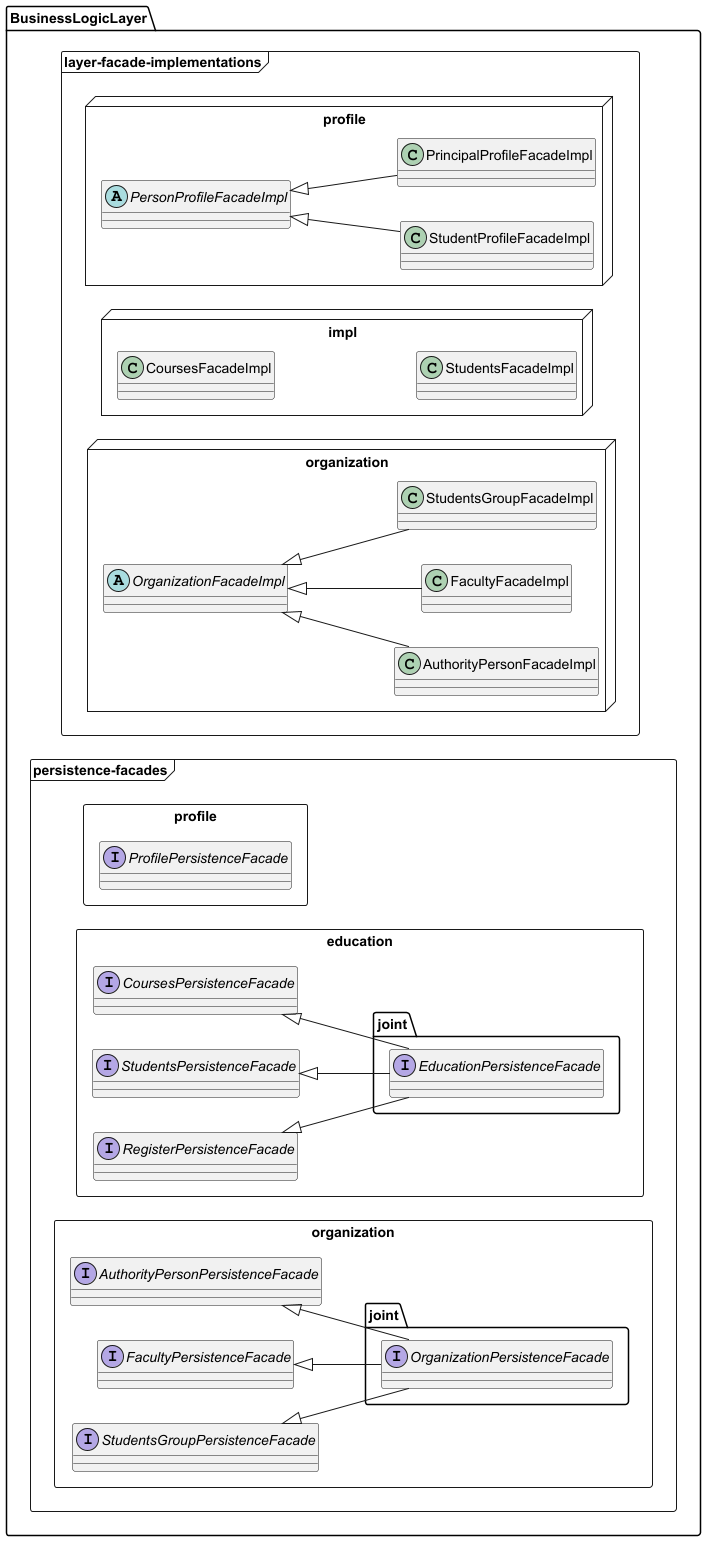 BusinessLogicLayer
layer-facade-implementations
profile
C PrincipalProfileFacadeImpl
A PersonProfileFacadeImpl
C StudentProfileFacadeImpl
impl
C CoursesFacadeImpl
C StudentsFacadeImpl
organization
C StudentsGroupFacadeImpl
A OrganizationFacadeImpl
C FacultyFacadeImpl
C AuthorityPersonFacadeImpl
persistence-facades
profile
I ProfilePersistenceFacade
education
I CoursesPersistenceFacade
joint
I StudentsPersistenceFacade
I EducationPersistenceFacade
I RegisterPersistenceFacade
organization
I AuthorityPersonPersistenceFacade
joint
I FacultyPersistenceFacade
I OrganizationPersistenceFacade
I StudentsGroupPersistenceFacade